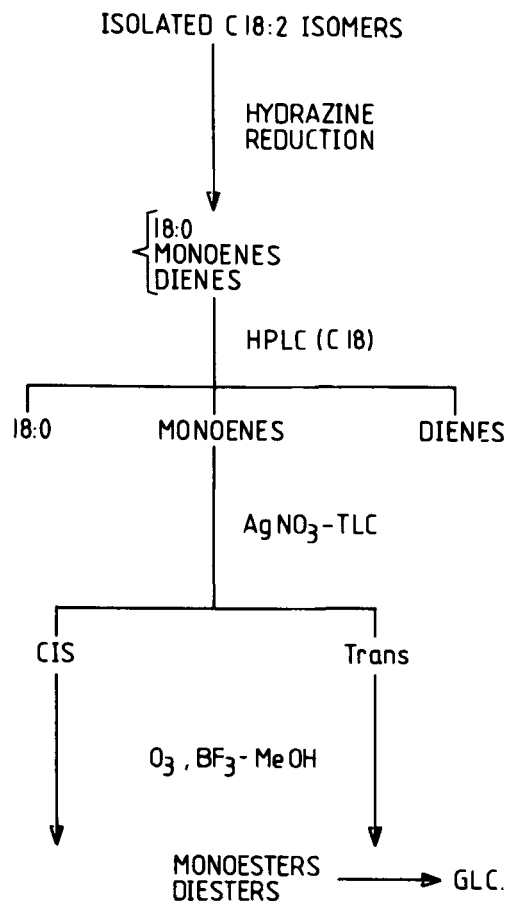 ISOLATED C18:2 ISOMERS
HYDRAZINE
REDUCTION
18:0
MONOENES
DIENES
HPLC (C18)
18:0 MONOENES DIENES
AgNO₃-TLC
CIS Trans
O₃, BF₃-MeOH
MONOESTERS
DIESTERS
GLC.